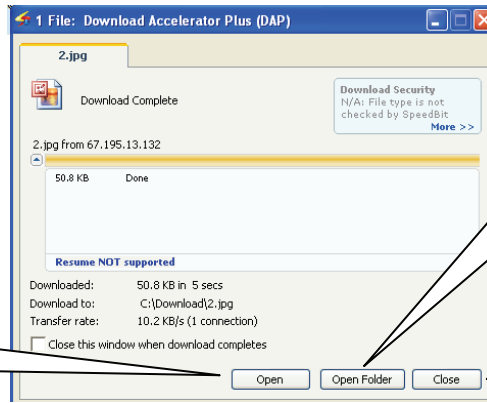 1 File: Download Accelerator Plus (DAP)
2.jpg
Download Complete
Download Security
N/A: File type is not
checked by SpeedBit
More >>
2.jpg from 67.195.13.132
50.8 KB Done
Resume NOT supported
Downloaded: 50.8 KB in 5 secs
Download to: C:\Download\2.jpg
Transfer rate: 10.2 KB/s (1 connection)
Close this window when download completes
Open Open Folder Close